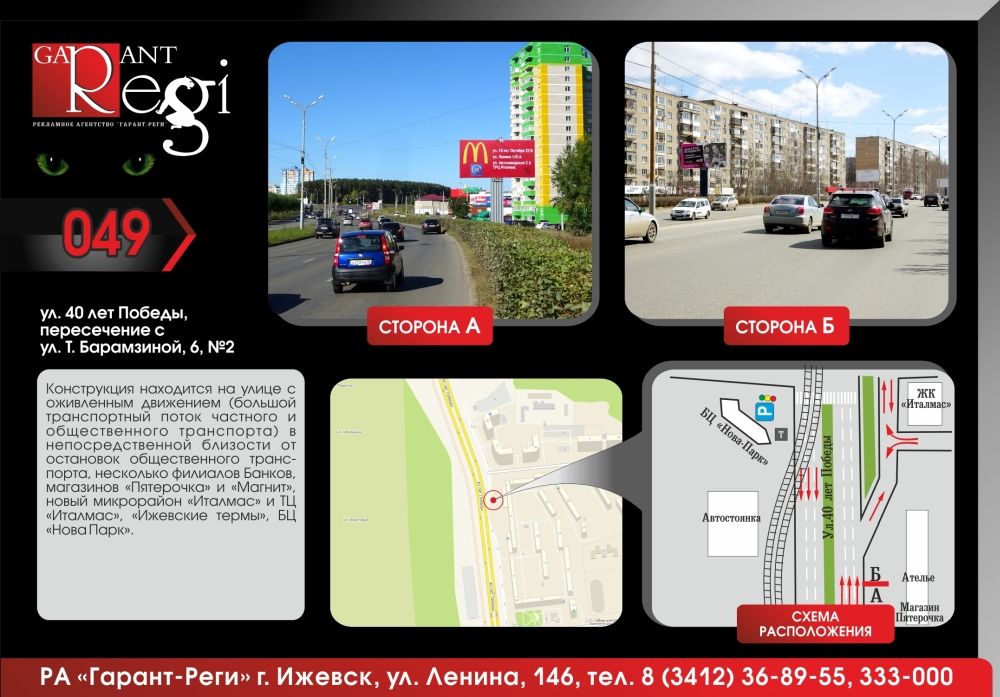 GARANT
Regi
РЕКЛАМНОЕ АГЕНТСТВО "ГАРАНТ-РЕГИ"
049
ул. 40 лет Победы,
пересечение с
ул. Т. Барамзиной, 6, №2
СТОРОНА А
СТОРОНА Б
Конструкция находится на улице с
оживленным движением (большой
транспортный поток частного и
общественного транспорта) в
непосредственной близости от
остановок общественного транс-
порта, несколько филиалов Банков,
магазинов «Пятерочка» и «Магнит»,
новый микрорайон «Италмас» и ТЦ
«Италмас», «Ижевские термы», БЦ
«Нова Парк».
БЦ «Нова-Парк»
P
Т
ЖК
«Италмас»
Ул.40 лет Победы
Автостоянка
Б
А
Ателье
Магазин
Пятерочка
СХЕМА
РАСПОЛОЖЕНИЯ
РА «Гарант-Реги» г. Ижевск, ул. Ленина, 146, тел. 8 (3412) 36-89-55, 333-000